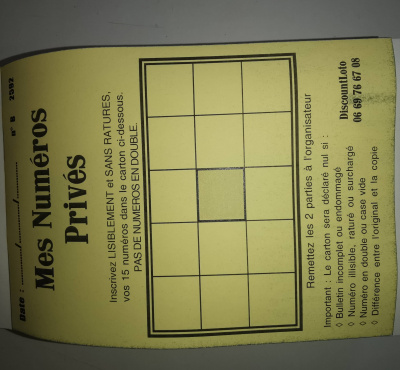 Date : ......../......../........ n° B 2592
Mes Numéros
Privés
Inscrivez LISIBLEMENT et SANS RATURES,
vos 15 numéros dans le carton ci-dessous.
PAS DE NUMEROS EN DOUBLE.
Remettez les 2 parties à l'organisateur
Important : Le carton sera déclaré nul si :
◊ Bulletin incomplet ou endommagé
◊ Numéro illisible, raturé ou surchargé
◊ Numéro en double ou case vide
◊ Différence entre l'original et la copie
DiscountLoto
06 69 76 67 08